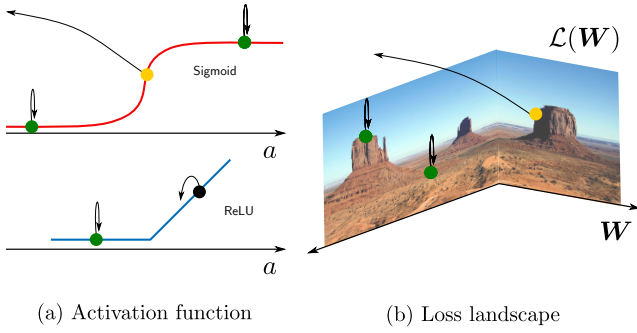 Sigmoid
a
ReLU
a
(a) Activation function
𝓛(𝑾)
𝑾
(b) Loss landscape